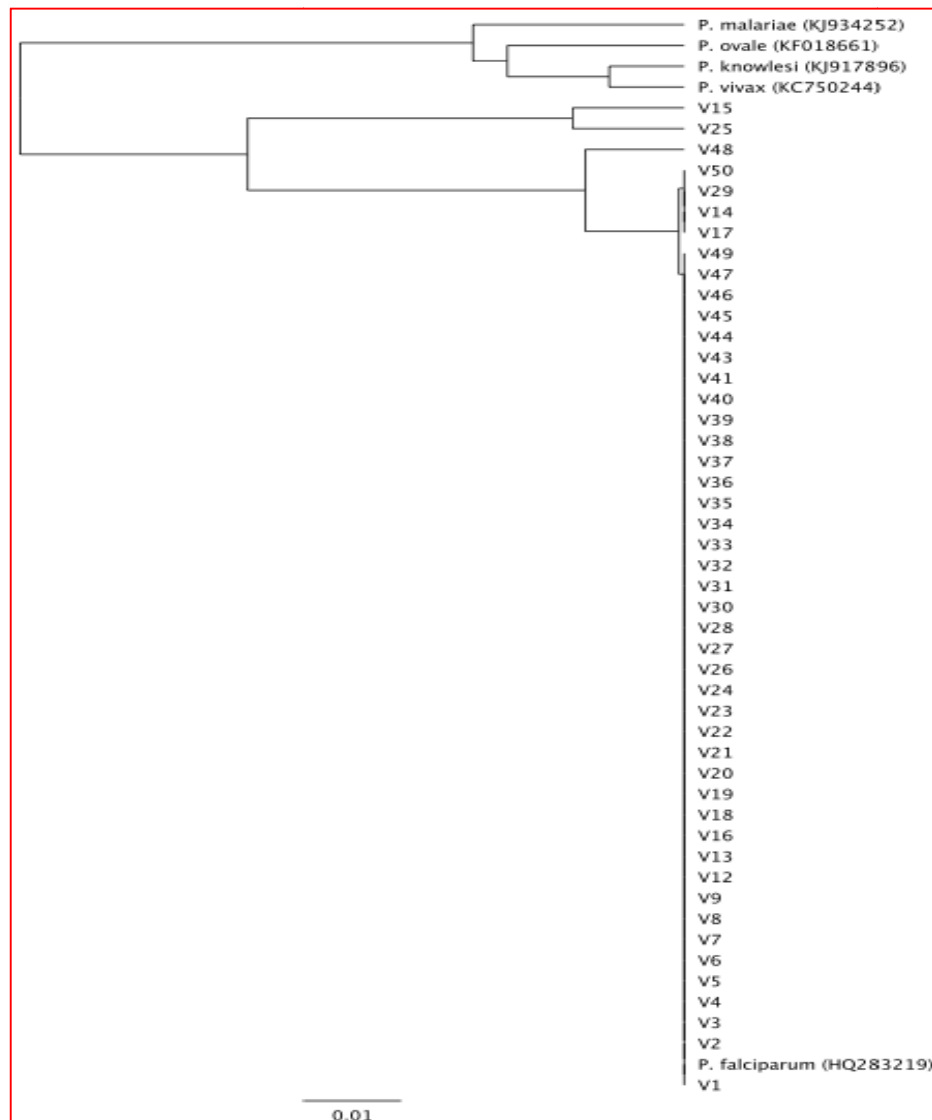 P. malariae (KJ934252)
P. ovale (KF018661)
P. knowlesi (KJ917896)
P. vivax (KC750244)
V15
V25
V48
V50
V29
V14
V17
V49
V47
V46
V45
V44
V43
V41
V40
V39
V38
V37
V36
V35
V34
V33
V32
V31
V30
V28
V27
V26
V24
V23
V22
V21
V20
V19
V18
V16
V13
V12
V9
V8
V7
V6
V5
V4
V3
V2
P. falciparum (HQ283219)
V1
0.01